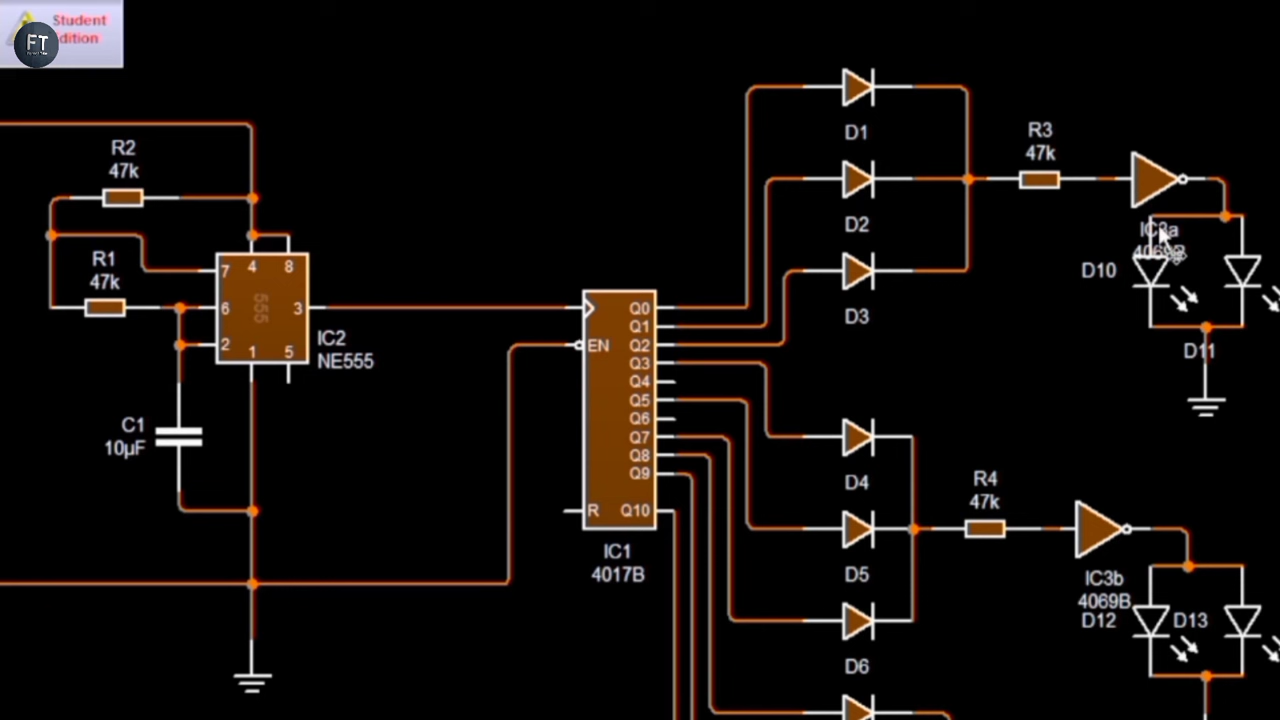 Student
Edition
FT
R2
47k
R1
47k
7
4
8
6
555
3
2
1
5
IC2
NE555
C1
10µF
Q0
Q1
EN
Q2
Q3
Q4
Q5
Q6
Q7
Q8
Q9
R
Q10
IC1
4017B
D1
D2
D3
R3
47k
D10
D11
D4
D5
D6
R4
47k
IC3b
4069B
D12
D13